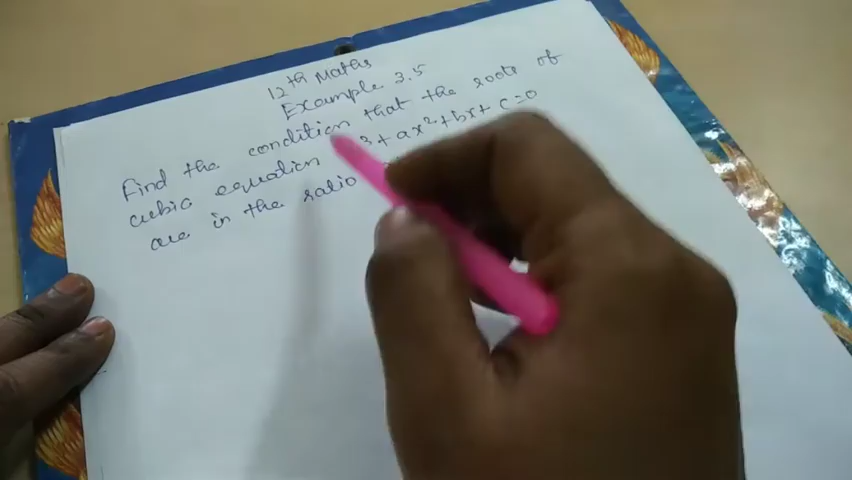 12th Maths
Example 3.5
Find the condition that the roots of
cubic equation 3 + ax² + bx + c = 0
are in the ratio